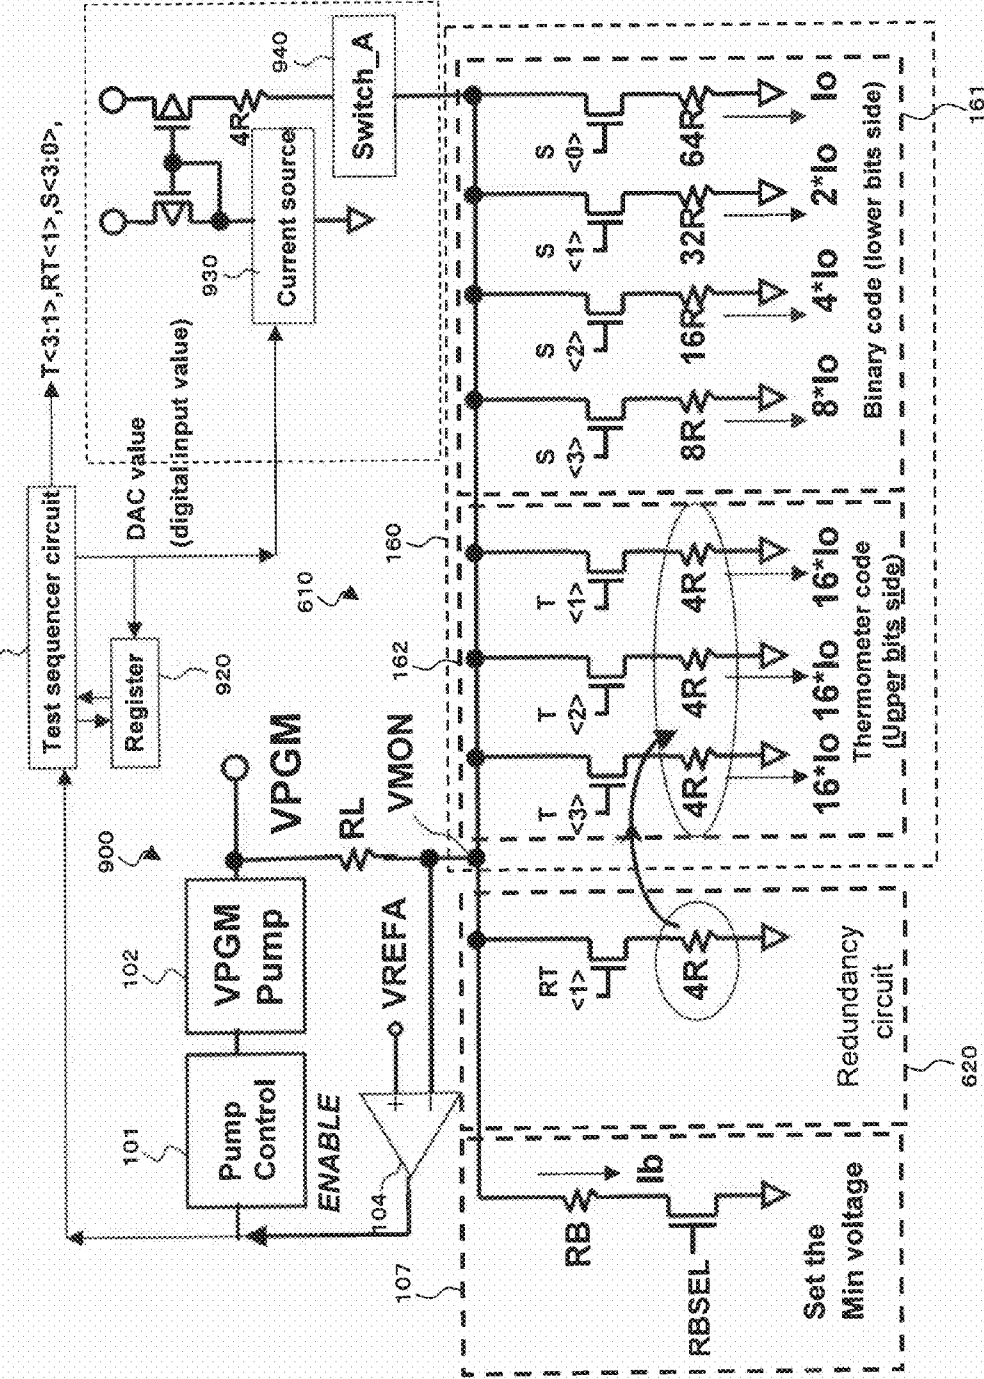 T<3:1>,RT<1>,S<3:0>,
Test sequencer circuit
Register
920
DAC value
(digital input value)
610
900
940
Switch_A
4R
930
Current source
102
VPGM
Pump
VPGM
RL
VMON
101
Pump
Control
ENABLE
VREFA
+
−
104
107
160
162
161
620
RB
Ib
RBSEL
Set the
Min voltage
RT
<1>
4R
Redundancy
circuit
T
<3>
4R
16*Io
T
<2>
4R
16*Io
T
<1>
4R
16*Io
Thermometer code
(Upper bits side)
S
<3>
8R
8*Io
S
<2>
16R
4*Io
S
<1>
32R
2*Io
S
<0>
64R
Io
Binary code (lower bits side)